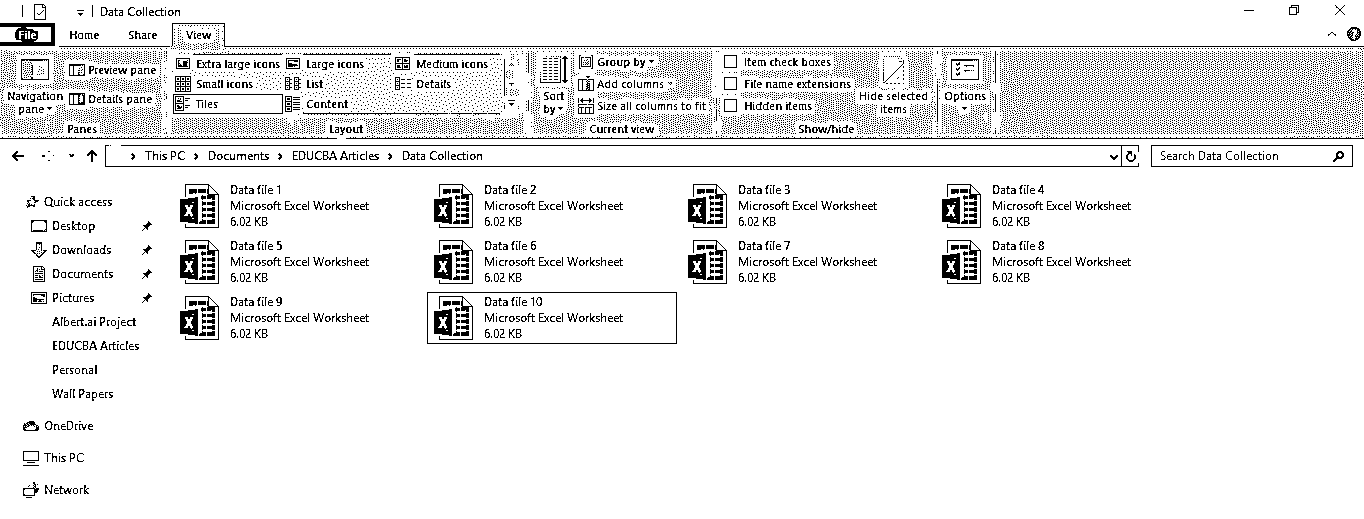 Data Collection
File Home Share View
Navigation pane
Preview pane
Details pane
Panes
Extra large icons Large icons Medium icons
Small icons List Details
Tiles Content
Layout
Sort by
Group by
Add columns
Size all columns to fit
Current view
Item check boxes
File name extensions
Hidden items
Hide selected items
Show/hide
Options
This PC > Documents > EDUCBA Articles > Data Collection
Search Data Collection
Quick access
Desktop
Downloads
Documents
Pictures
Albert.ai Project
EDUCBA Articles
Personal
Wall Papers
OneDrive
This PC
Network
Data file 1
Microsoft Excel Worksheet
6.02 KB
Data file 2
Microsoft Excel Worksheet
6.02 KB
Data file 3
Microsoft Excel Worksheet
6.02 KB
Data file 4
Microsoft Excel Worksheet
6.02 KB
Data file 5
Microsoft Excel Worksheet
6.02 KB
Data file 6
Microsoft Excel Worksheet
6.02 KB
Data file 7
Microsoft Excel Worksheet
6.02 KB
Data file 8
Microsoft Excel Worksheet
6.02 KB
Data file 9
Microsoft Excel Worksheet
6.02 KB
Data file 10
Microsoft Excel Worksheet
6.02 KB